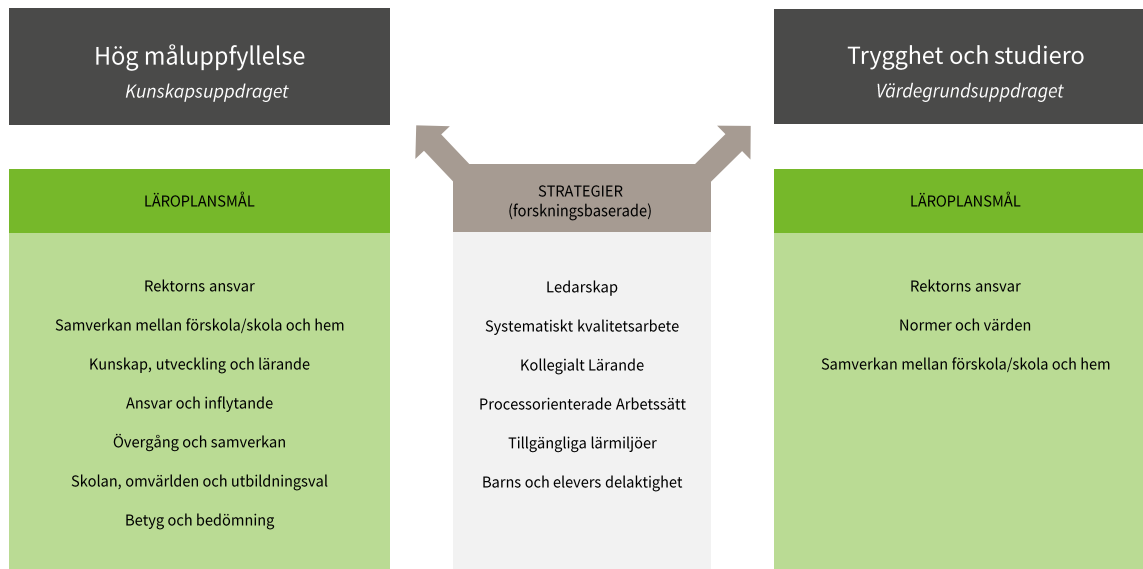 Hög måluppfyllelse
Kunskapsuppdraget
LÄROPLANSMÅL
Rektorns ansvar
Samverkan mellan förskola/skola och hem
Kunskap, utveckling och lärande
Ansvar och inflytande
Övergång och samverkan
Skolan, omvärlden och utbildningsval
Betyg och bedömning
STRATEGIER
(forskningsbaserade)
Ledarskap
Systematiskt kvalitetsarbete
Kollegialt Lärande
Processorienterade Arbetssätt
Tillgängliga lärmiljöer
Barns och elevers delaktighet
Trygghet och studiero
Värdegrundsuppdraget
LÄROPLANSMÅL
Rektorns ansvar
Normer och värden
Samverkan mellan förskola/skola och hem